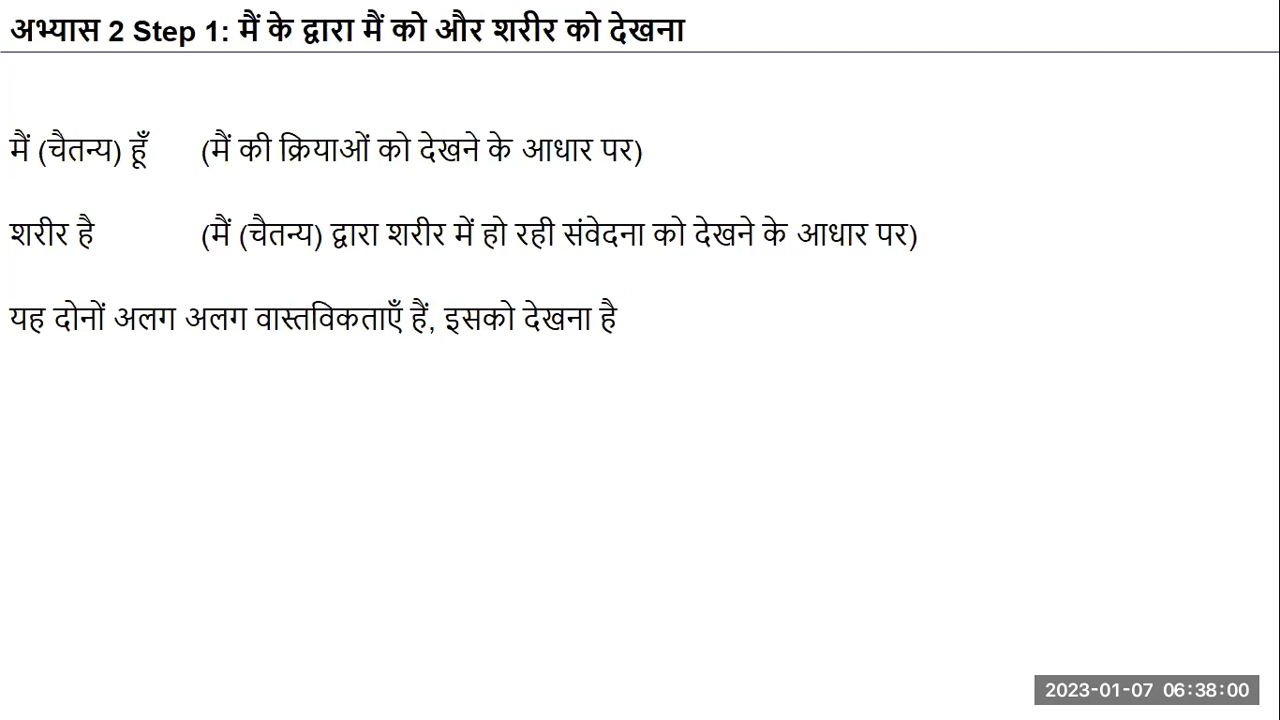 अभ्यास 2 Step 1: मैं के द्वारा मैं को और शरीर को देखना
मैं (चैतन्य) हूँ (मैं की क्रियाओं को देखने के आधार पर)
शरीर है (मैं (चैतन्य) द्वारा शरीर में हो रही संवेदना को देखने के आधार पर)
यह दोनों अलग अलग वास्तविकताएँ हैं, इसको देखना है
2023-01-07 06:38:00